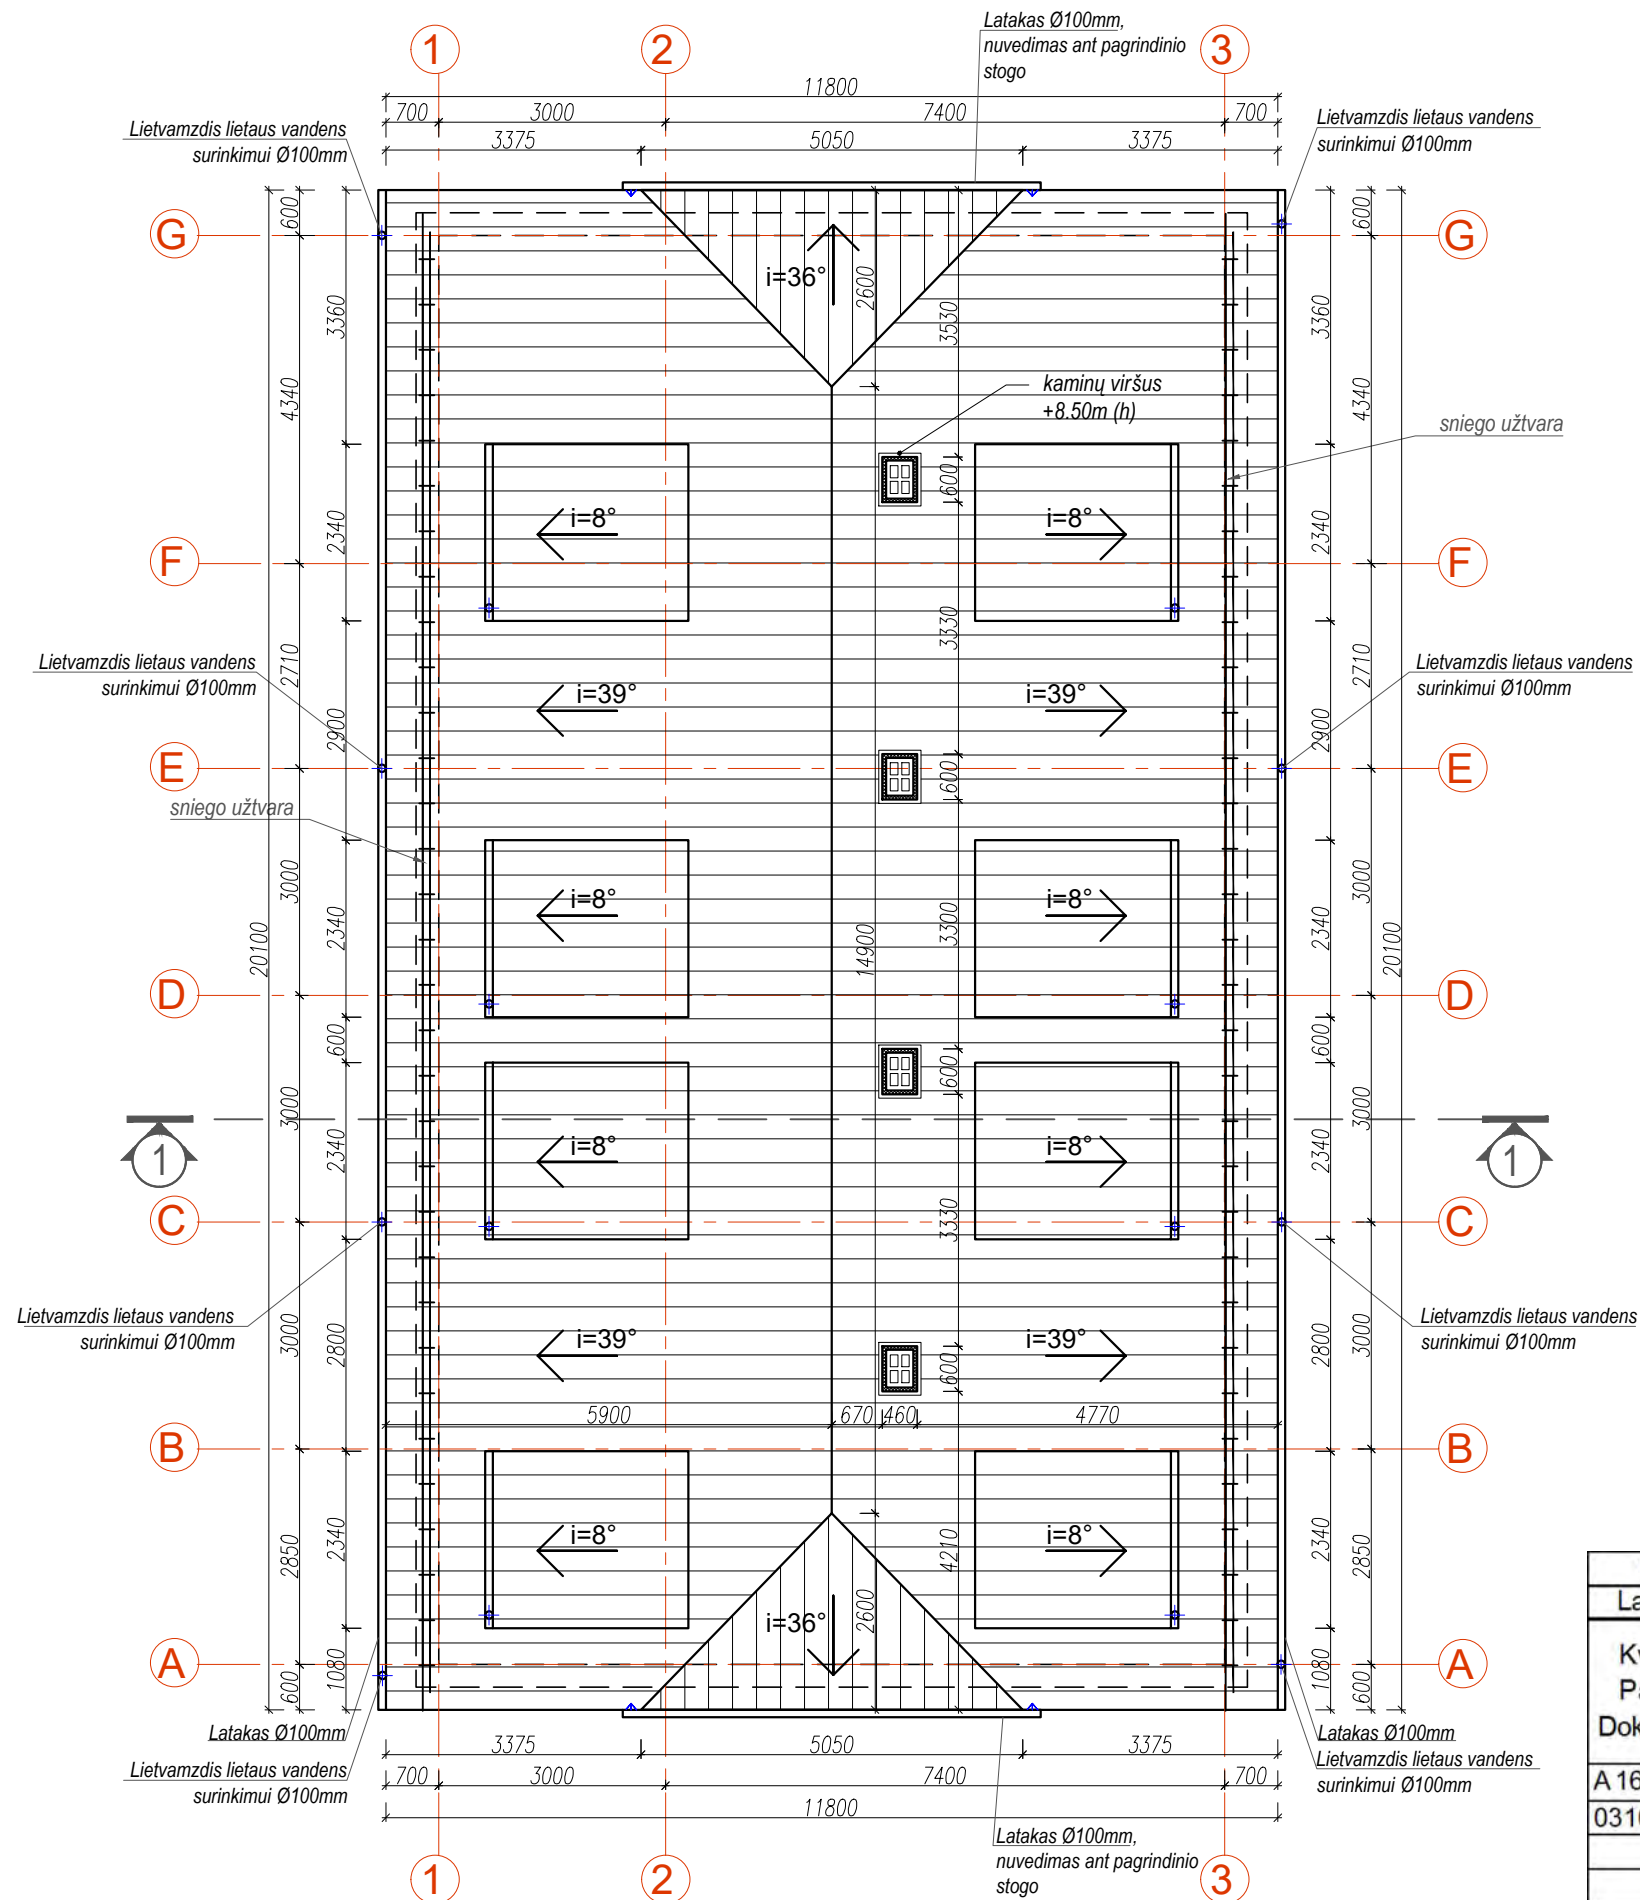 Latakas Ø100mm,
nuvedimas ant pagrindinio
stogo
1
2
3
11800
700
3000
7400
700
3375
5050
3375
Lietvamzdis lietaus vandens
surinkimui Ø100mm
Lietvamzdis lietaus vandens
surinkimui Ø100mm
G
G
600
600
i=36°
2600
3360
3530
3360
4340
4340
kaminų viršus
+8.50m (h)
sniego užtvara
600
i=8°
i=8°
2340
2340
F
F
3330
2710
2710
Lietvamzdis lietaus vandens
surinkimui Ø100mm
Lietvamzdis lietaus vandens
surinkimui Ø100mm
i=39°
i=39°
2900
2900
E
E
600
sniego užtvara
3000
3000
i=8°
i=8°
2340
3300
2340
20100
14900
20100
D
D
600
600
600
3000
3000
1
1
i=8°
i=8°
2340
2340
C
C
3330
Lietvamzdis lietaus vandens
surinkimui Ø100mm
Lietvamzdis lietaus vandens
surinkimui Ø100mm
3000
2800
i=39°
i=39°
2800
3000
600
5900
670
460
4770
B
B
i=8°
i=8°
2850
2340
4210
2340
2850
i=36°
2600
A
A
600
1080
1080
600
Latakas Ø100mm
Latakas Ø100mm
Lietvamzdis lietaus vandens
surinkimui Ø100mm
Lietvamzdis lietaus vandens
surinkimui Ø100mm
3375
5050
3375
700
3000
7400
700
11800
Latakas Ø100mm,
nuvedimas ant pagrindinio
stogo
1
2
3
La
Dok
A 16
031